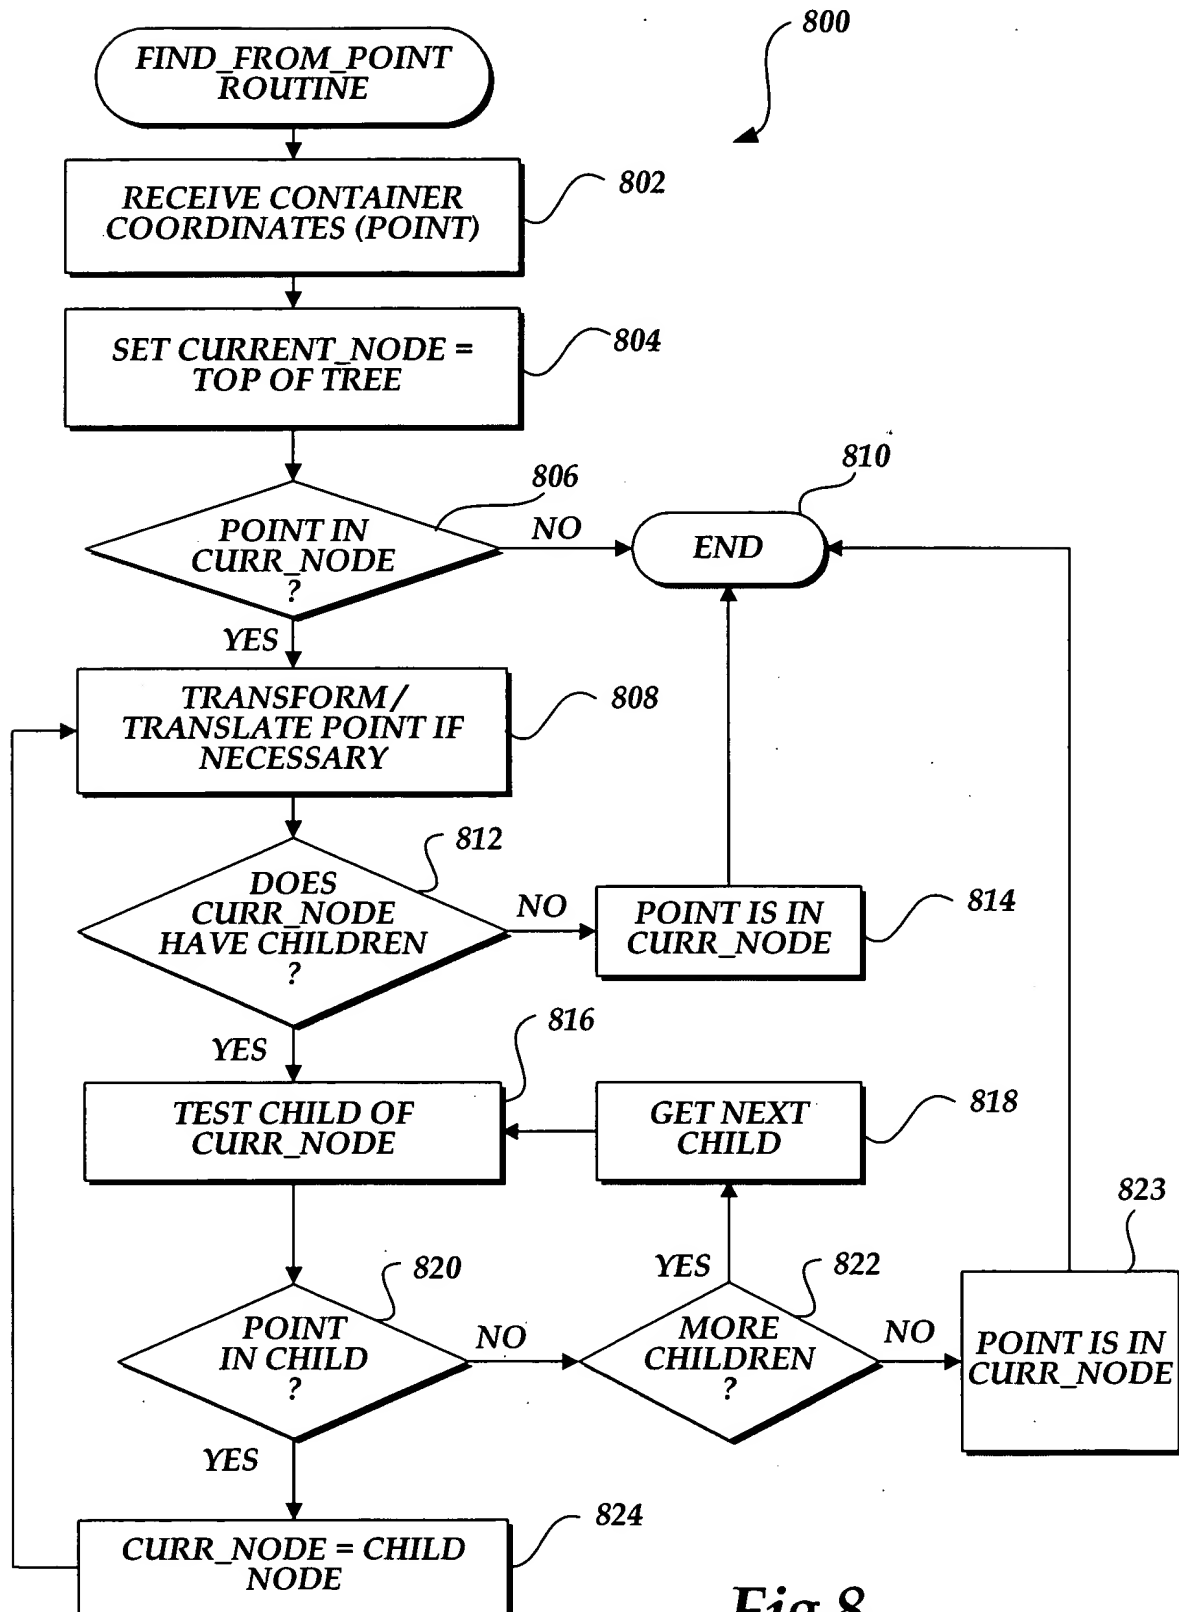 800
FIND_FROM_POINT
ROUTINE
RECEIVE CONTAINER
COORDINATES (POINT)
802
SET CURRENT_NODE =
TOP OF TREE
804
806
POINT IN
CURR_NODE
?
NO
810
END
YES
TRANSFORM/
TRANSLATE POINT IF
NECESSARY
808
812
DOES
CURR_NODE
HAVE CHILDREN
?
NO
POINT IS IN
CURR_NODE
814
YES
816
TEST CHILD OF
CURR_NODE
GET NEXT
CHILD
818
820
POINT
IN CHILD
?
NO
YES
822
MORE
CHILDREN
?
NO
823
POINT IS IN
CURR_NODE
YES
824
CURR_NODE = CHILD
NODE
Fig.8